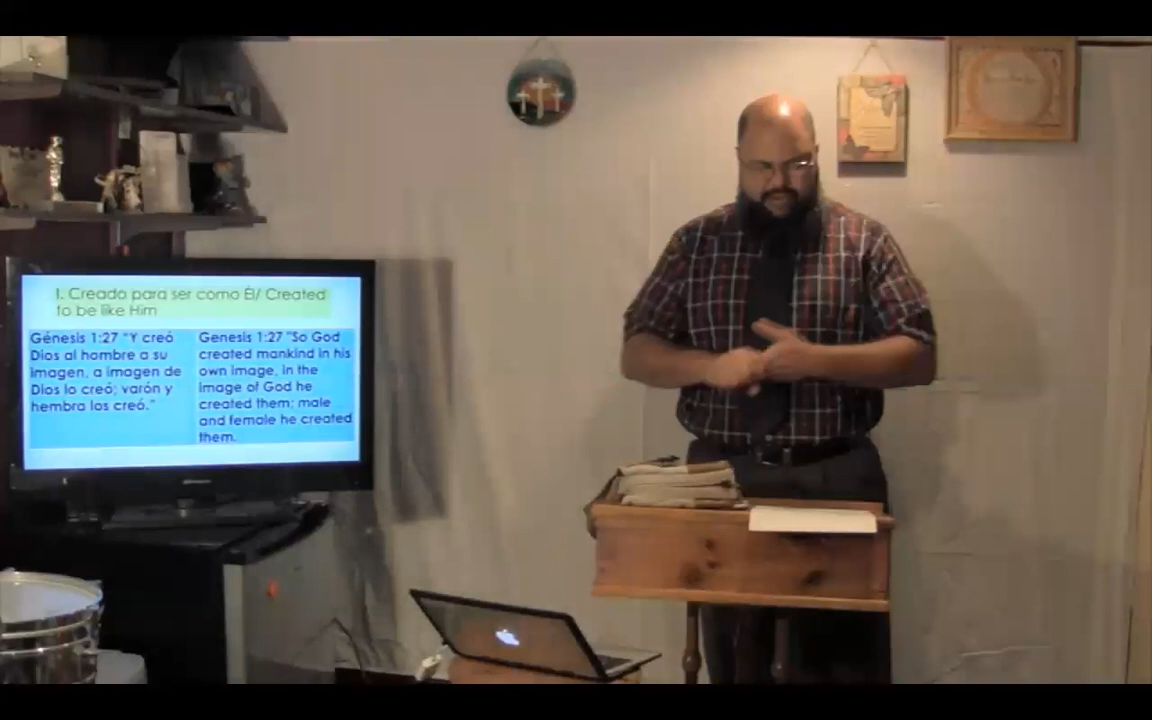 I. Creado para ser como Él/ Created
to be like Him
Génesis 1:27 "Y creó
Dios al hombre a su
imagen, a imagen de
Dios lo creó; varón y
hembra los creó."
Genesis 1:27 "So God
created mankind in his
own image, in the
image of God he
created them; male
and female he created
them.